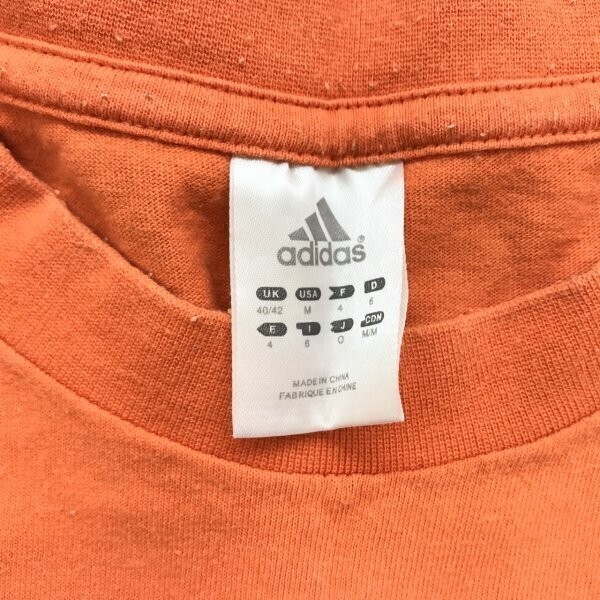 adidas
UK USA F D
40/42 M 4 6
E I J CDN
4 6 O M/M
MADE IN CHINA
FABRIQUE EN CHINE